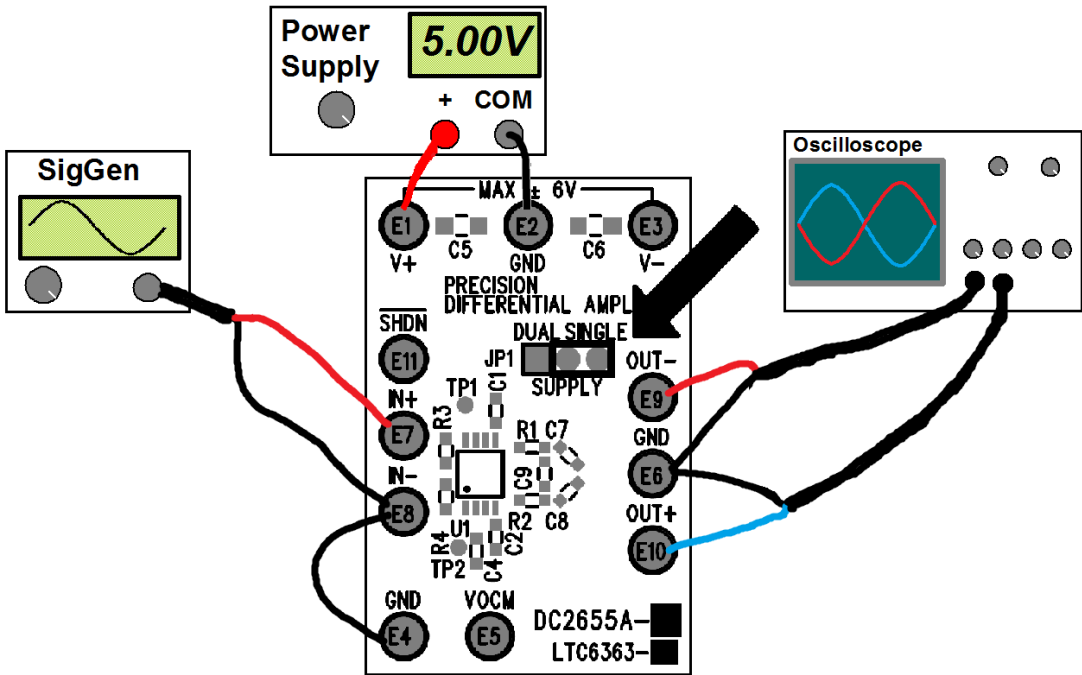 Power
Supply
5.00V
+ COM
SigGen
Oscilloscope
MAX ± 6V
E1
E2
E3
C5
C6
V+
GND
V-
PRECISION
DIFFERENTIAL AMPL
SHDN
DUAL SINGLE
E11
JP1
SUPPLY
OUT-
TP1
C1
E9
IN+
R3
E7
R1 C7
GND
C9
E6
IN-
E8
R2 C8
OUT+
U1
R4
C2
E10
TP2
C4
GND
VOCM
E4
E5
DC2655A-
LTC6363-